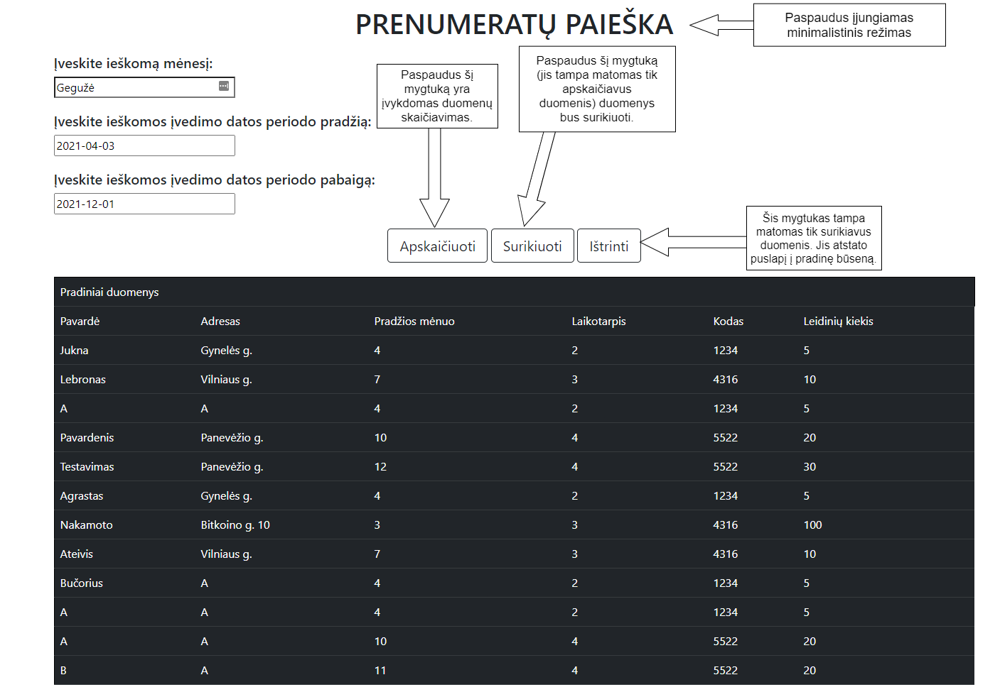 PRENUMERATŲ PAIEŠKA
Paspaudus įjungiamas
minimalistinis režimas
Įveskite ieškomą mėnesį:
Gegužė
Įveskite ieškomos įvedimo datos periodo pradžią:
2021-04-03
Įveskite ieškomos įvedimo datos periodo pabaigą:
2021-12-01
Paspaudus šį
mygtuką yra
įvykdomas duomenų
skaičiavimas.
Paspaudus šį mygtuką
(jis tampa matomas tik
apskaičiavus
duomenis) duomenys
bus surikiuoti.
Šis mygtukas tampa
matomas tik surikiavus
duomenis. Jis atstato
puslapį į pradinę būseną.
Apskaičiuoti Surikiuoti Ištrinti
Pradiniai duomenys
Pavardė Adresas Pradžios mėnuo Laikotarpis Kodas Leidinių kiekis
Jukna Gynelės g. 4 2 1234 5
Lebronas Vilniaus g. 7 3 4316 10
A A 4 2 1234 5
Pavardenis Panevėžio g. 10 4 5522 20
Testavimas Panevėžio g. 12 4 5522 30
Agrastas Gynelės g. 4 2 1234 5
Nakamoto Bitkoino g. 10 3 3 4316 100
Ateivis Vilniaus g. 7 3 4316 10
Bučorius A 4 2 1234 5
A A 4 2 1234 5
A A 10 4 5522 20
B A 11 4 5522 20